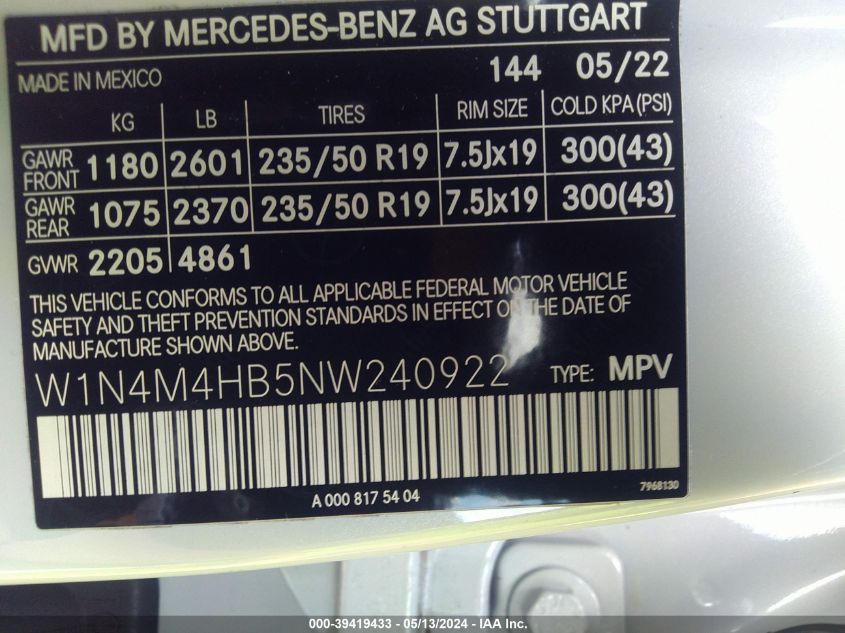 MFD BY MERCEDES-BENZ AG STUTTGART
MADE IN MEXICO 144 05/22
KG LB TIRES RIM SIZE COLD KPA (PSI)
GAWR FRONT 1180 2601 235/50 R19 7.5Jx19 300(43)
GAWR REAR 1075 2370 235/50 R19 7.5Jx19 300(43)
GVWR 2205 4861
THIS VEHICLE CONFORMS TO ALL APPLICABLE FEDERAL MOTOR VEHICLE
SAFETY AND THEFT PREVENTION STANDARDS IN EFFECT ON THE DATE OF
MANUFACTURE SHOWN ABOVE.
W1N4M4HB5NW240922 TYPE: MPV
A 000 817 54 04
7968130
000-39419433 - 05/13/2024 - IAA Inc.